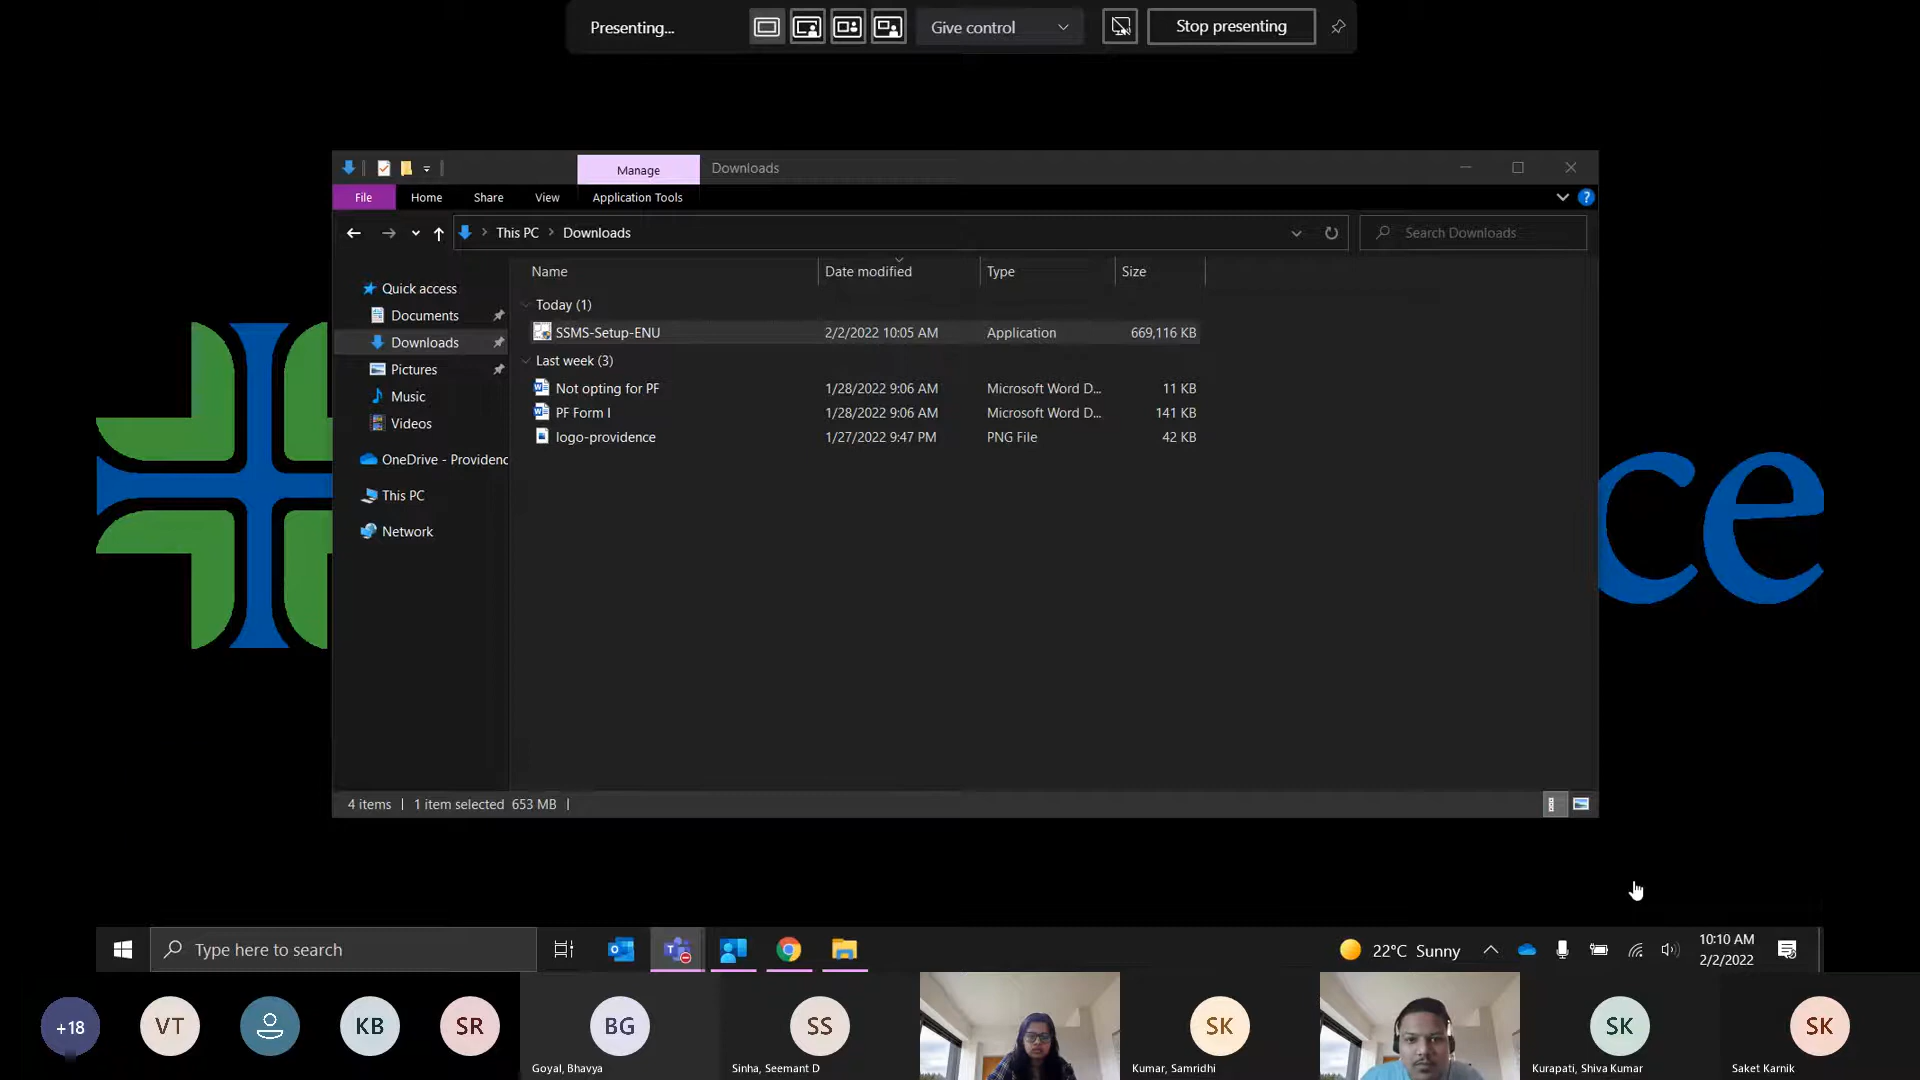 Presenting...
Give control
Stop presenting
Manage
Downloads
File
Home
Share
View
Application Tools
This PC
Downloads
Search Downloads
Name
Date modified
Type
Size
Quick access
Documents
Downloads
Pictures
Music
Videos
OneDrive - Providenc
This PC
Network
Today (1)
SSMS-Setup-ENU 2/2/2022 10:05 AM Application 669,116 KB
Last week (3)
Not opting for PF 1/28/2022 9:06 AM Microsoft Word D... 11 KB
PF Form I 1/28/2022 9:06 AM Microsoft Word D... 141 KB
logo-providence 1/27/2022 9:47 PM PNG File 42 KB
ce
4 items
1 item selected 653 MB
Type here to search
22°C Sunny
10:10 AM
2/2/2022
+18
VT
KB
SR
BG
Goyal, Bhavya
SS
Sinha, Seemant D
SK
Kumar, Samridhi
SK
Kurapati, Shiva Kumar
SK
Saket Karnik